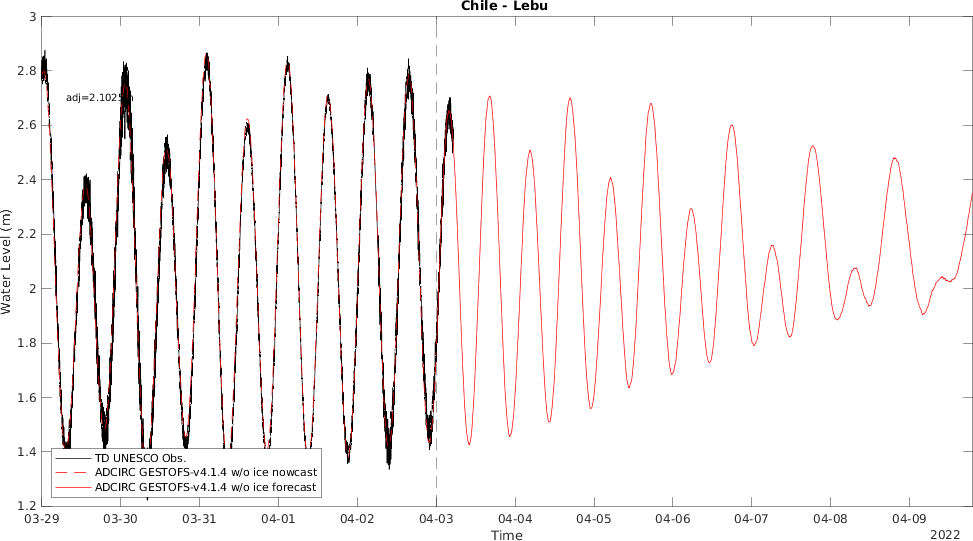 Chile - Lebu
Water Level (m)
3
2.8
2.6
2.4
2.2
2
1.8
1.6
1.4
1.2
TD UNESCO Obs.
ADCIRC GESTOFS-v4.1.4 w/o ice nowcast
ADCIRC GESTOFS-v4.1.4 w/o ice forecast
03-29 03-30 03-31 04-01 04-02 04-03 04-04 04-05 04-06 04-07 04-08 04-09
Time
2022